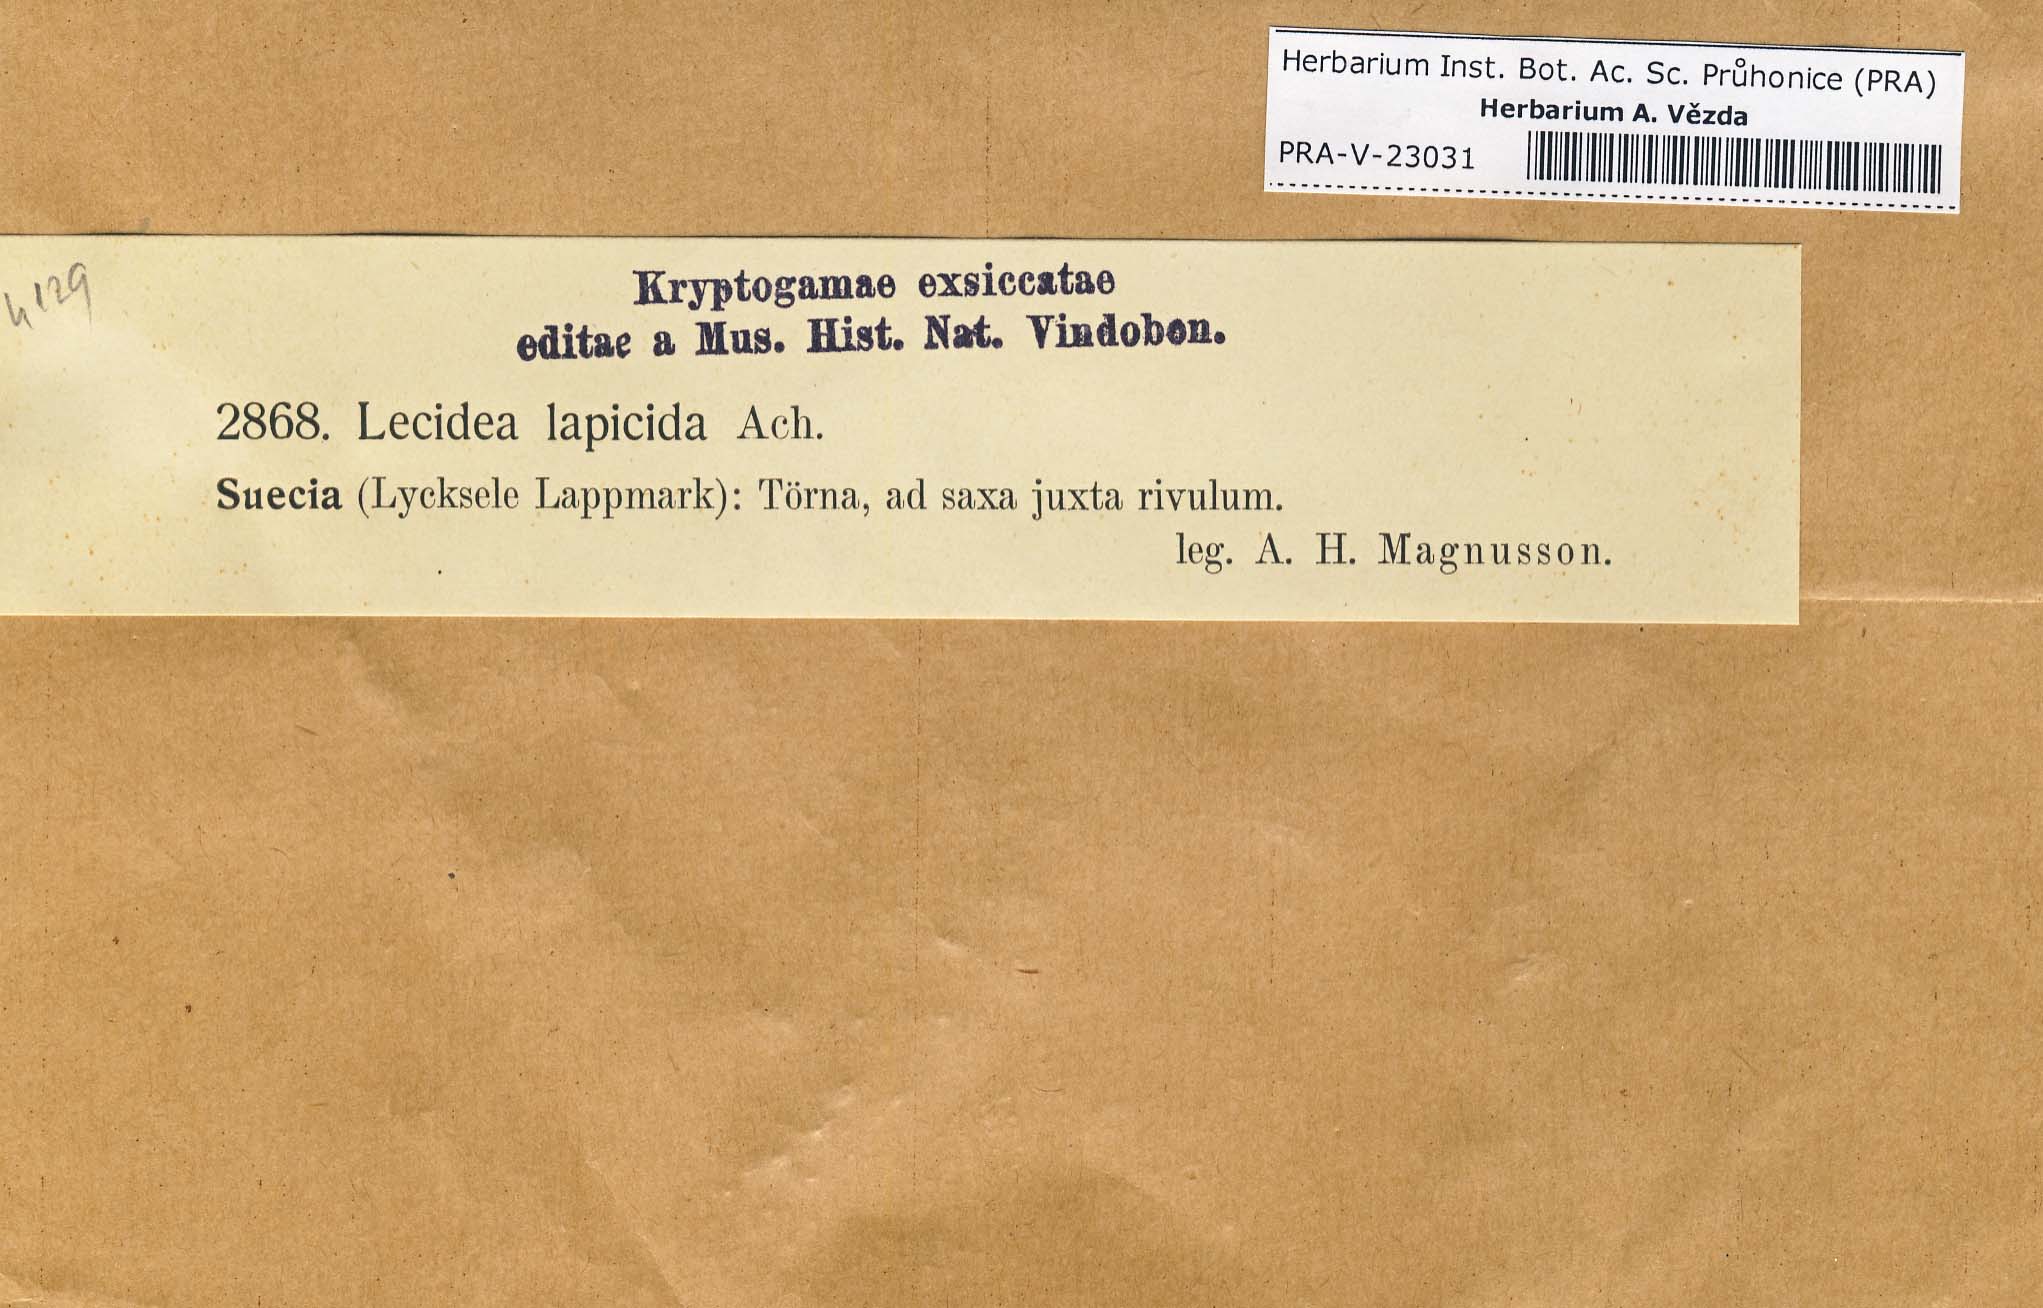 Herbarium Inst. Bot. Ac. Sc. Průhonice (PRA)
Herbarium A. Vězda
PRA-V-23031
4129
Kryptogamae exsiccatae
editae a Mus. Hist. Nat. Vindobon.
2868. Lecidea lapicida Ach.
Suecia (Lycksele Lappmark): Törna, ad saxa juxta rivulum.
leg. A. H. Magnusson.